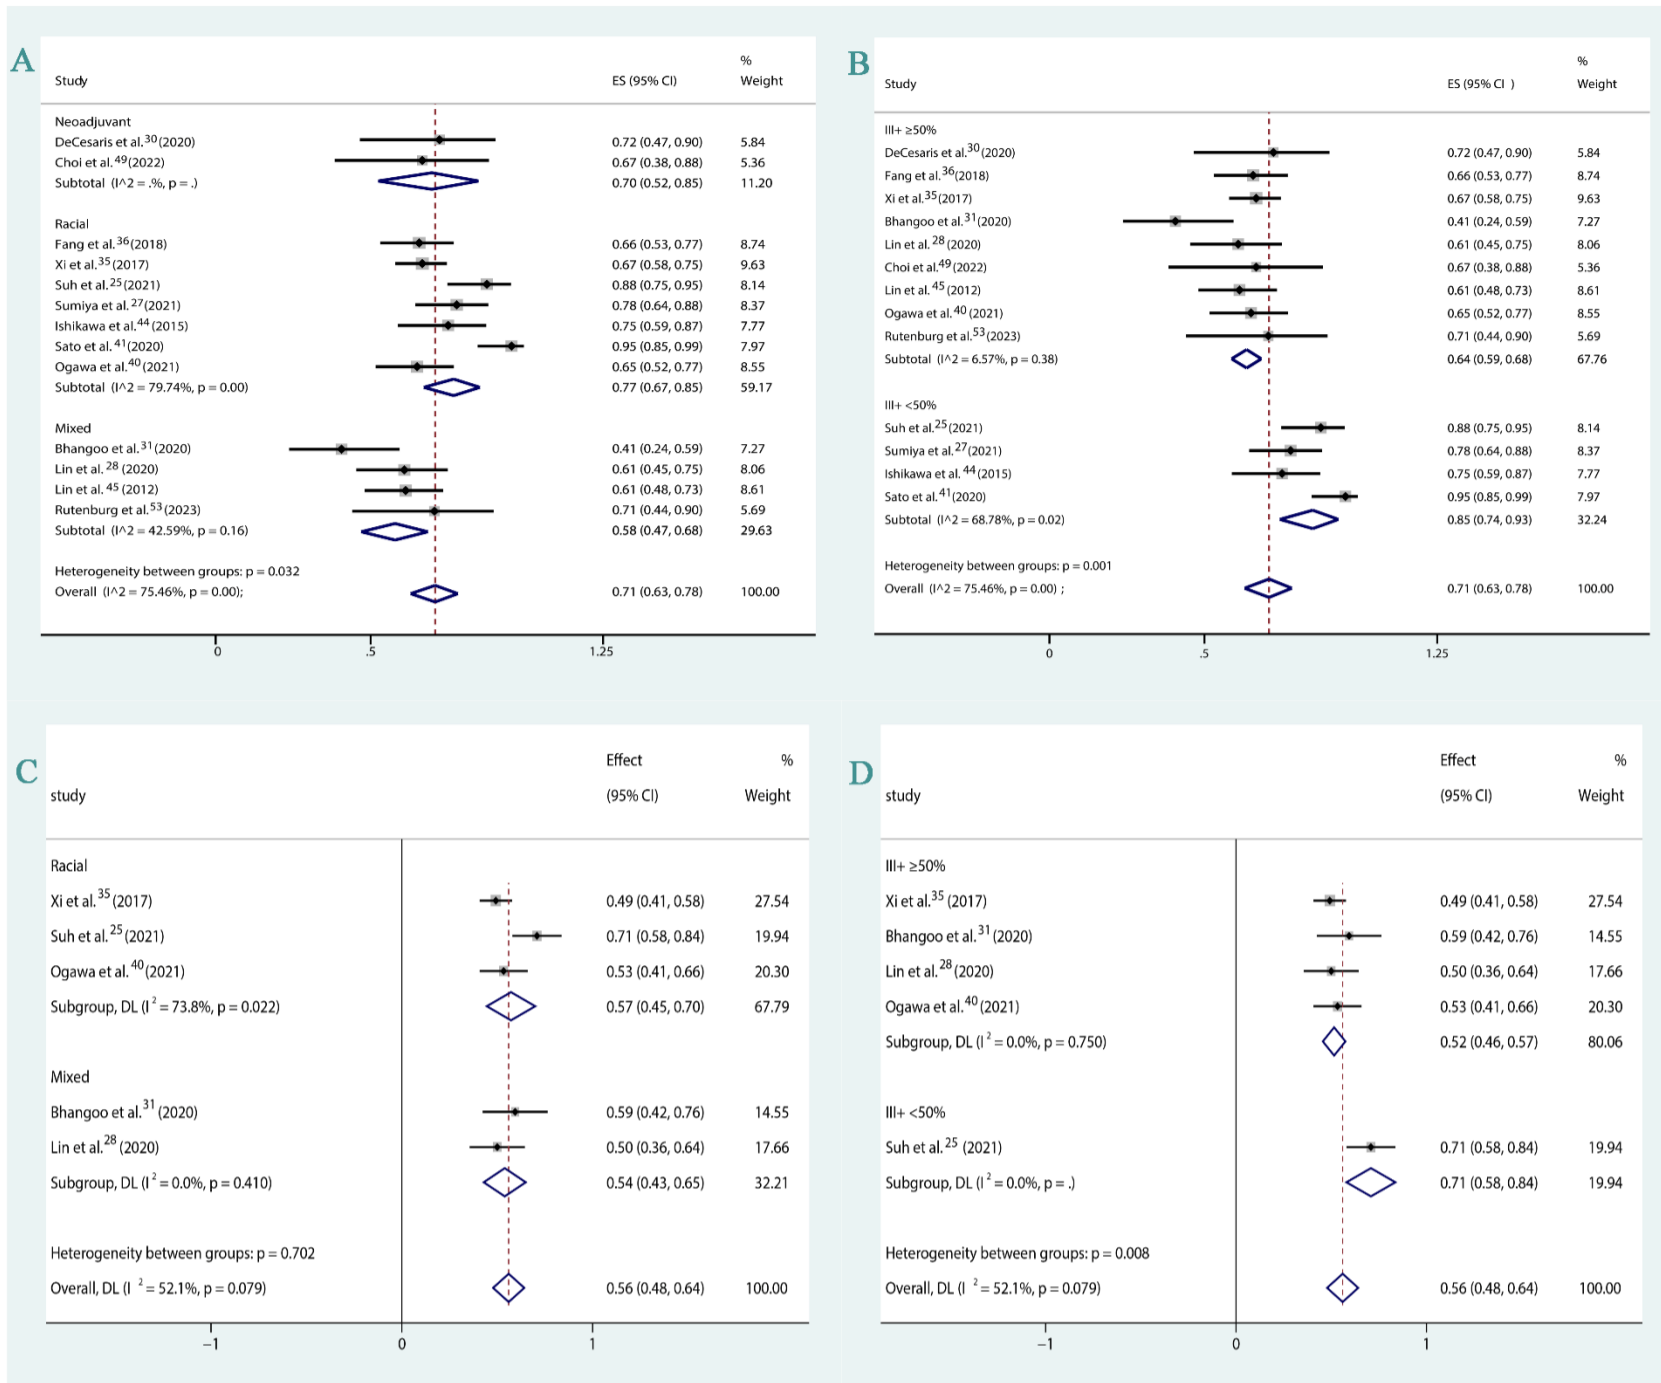 A
%
Study ES (95% CI) Weight
Neoadjuvant
DeCesaris et al.30(2020) 0.72 (0.47, 0.90) 5.84
Choi et al.49(2022) 0.67 (0.38, 0.88) 5.36
Subtotal (I^2 = .%, p = .) 0.70 (0.52, 0.85) 11.20
Racial
Fang et al.36(2018) 0.66 (0.53, 0.77) 8.74
Xi et al.35(2017) 0.67 (0.58, 0.75) 9.63
Suh et al.25(2021) 0.88 (0.75, 0.95) 8.14
Sumiya et al.27(2021) 0.78 (0.64, 0.88) 8.37
Ishikawa et al.44(2015) 0.75 (0.59, 0.87) 7.77
Sato et al.41(2020) 0.95 (0.85, 0.99) 7.97
Ogawa et al.40(2021) 0.65 (0.52, 0.77) 8.55
Subtotal (I^2 = 79.74%, p = 0.00) 0.77 (0.67, 0.85) 59.17
Mixed
Bhangoo et al.31(2020) 0.41 (0.24, 0.59) 7.27
Lin et al.28(2020) 0.61 (0.45, 0.75) 8.06
Lin et al.45(2012) 0.61 (0.48, 0.73) 8.61
Rutenburg et al.53(2023) 0.71 (0.44, 0.90) 5.69
Subtotal (I^2 = 42.59%, p = 0.16) 0.58 (0.47, 0.68) 29.63
Heterogeneity between groups: p = 0.032
Overall (I^2 = 75.46%, p = 0.00); 0.71 (0.63, 0.78) 100.00
0 .5 1.25
B
%
Study ES (95% CI ) Weight
III+ ≥50%
DeCesaris et al.30(2020) 0.72 (0.47, 0.90) 5.84
Fang et al.36(2018) 0.66 (0.53, 0.77) 8.74
Xi et al.35(2017) 0.67 (0.58, 0.75) 9.63
Bhangoo et al.31(2020) 0.41 (0.24, 0.59) 7.27
Lin et al.28(2020) 0.61 (0.45, 0.75) 8.06
Choi et al.49(2022) 0.67 (0.38, 0.88) 5.36
Lin et al.45(2012) 0.61 (0.48, 0.73) 8.61
Ogawa et al.40(2021) 0.65 (0.52, 0.77) 8.55
Rutenburg et al.53(2023) 0.71 (0.44, 0.90) 5.69
Subtotal (I^2 = 6.57%, p = 0.38) 0.64 (0.59, 0.68) 67.76
III+ <50%
Suh et al.25(2021) 0.88 (0.75, 0.95) 8.14
Sumiya et al.27(2021) 0.78 (0.64, 0.88) 8.37
Ishikawa et al.44(2015) 0.75 (0.59, 0.87) 7.77
Sato et al.41(2020) 0.95 (0.85, 0.99) 7.97
Subtotal (I^2 = 68.78%, p = 0.02) 0.85 (0.74, 0.93) 32.24
Heterogeneity between groups: p = 0.001
Overall (I^2 = 75.46%, p = 0.00) ; 0.71 (0.63, 0.78) 100.00
0 .5 1.25
C
Effect %
study (95% CI) Weight
Racial
Xi et al.35(2017) 0.49 (0.41, 0.58) 27.54
Suh et al.25(2021) 0.71 (0.58, 0.84) 19.94
Ogawa et al.40(2021) 0.53 (0.41, 0.66) 20.30
Subgroup, DL (I2 = 73.8%, p = 0.022) 0.57 (0.45, 0.70) 67.79
Mixed
Bhangoo et al.31(2020) 0.59 (0.42, 0.76) 14.55
Lin et al.28(2020) 0.50 (0.36, 0.64) 17.66
Subgroup, DL (I2 = 0.0%, p = 0.410) 0.54 (0.43, 0.65) 32.21
Heterogeneity between groups: p = 0.702
Overall, DL (I 2 = 52.1%, p = 0.079) 0.56 (0.48, 0.64) 100.00
−1 0 1
D
Effect %
study (95% CI) Weight
III+ ≥50%
Xi et al.35(2017) 0.49 (0.41, 0.58) 27.54
Bhangoo et al.31(2020) 0.59 (0.42, 0.76) 14.55
Lin et al.28(2020) 0.50 (0.36, 0.64) 17.66
Ogawa et al.40(2021) 0.53 (0.41, 0.66) 20.30
Subgroup, DL (I2 = 0.0%, p = 0.750) 0.52 (0.46, 0.57) 80.06
III+ <50%
Suh et al.25 (2021) 0.71 (0.58, 0.84) 19.94
Subgroup, DL (I2 = 0.0%, p = .) 0.71 (0.58, 0.84) 19.94
Heterogeneity between groups: p = 0.008
Overall, DL (I 2 = 52.1%, p = 0.079) 0.56 (0.48, 0.64) 100.00
−1 0 1